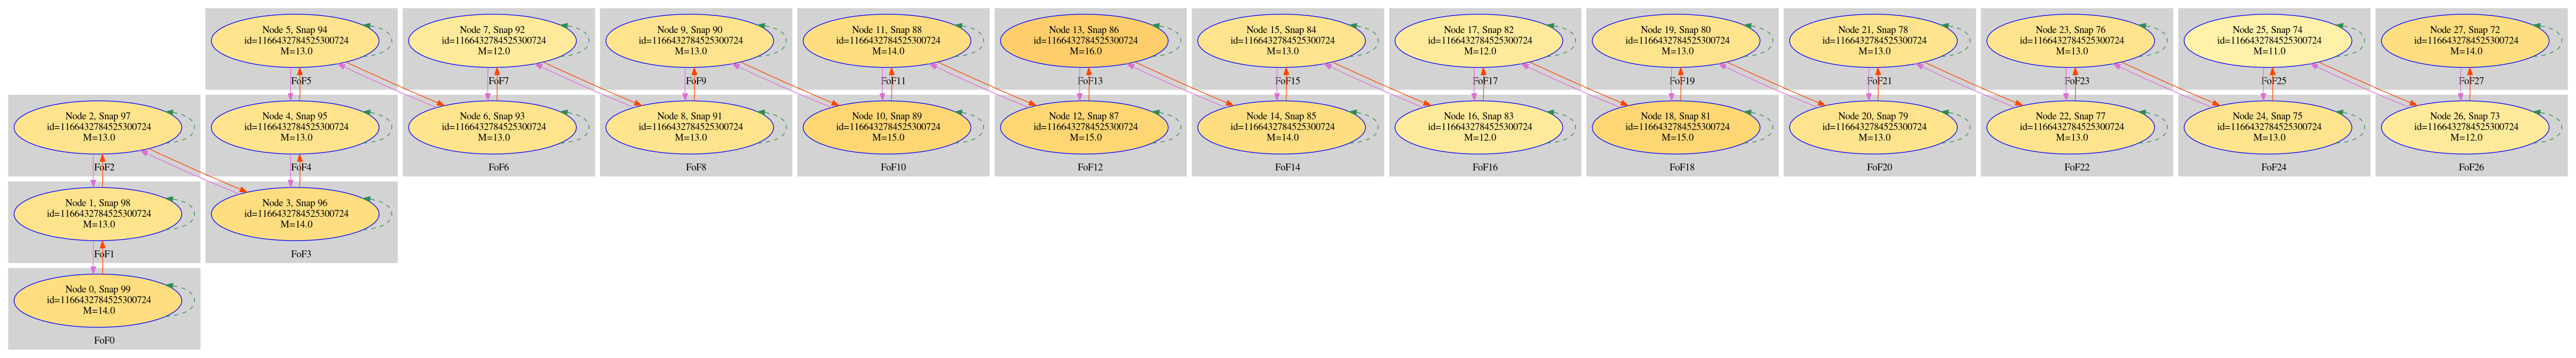 Node 5, Snap 94
id=1166432784525300724
M=13.0
FoF5
Node 7, Snap 92
id=1166432784525300724
M=12.0
FoF7
Node 9, Snap 90
id=1166432784525300724
M=13.0
FoF9
Node 11, Snap 88
id=1166432784525300724
M=14.0
FoF11
Node 13, Snap 86
id=1166432784525300724
M=16.0
FoF13
Node 15, Snap 84
id=1166432784525300724
M=13.0
FoF15
Node 17, Snap 82
id=1166432784525300724
M=12.0
FoF17
Node 19, Snap 80
id=1166432784525300724
M=13.0
FoF19
Node 21, Snap 78
id=1166432784525300724
M=13.0
FoF21
Node 23, Snap 76
id=1166432784525300724
M=13.0
FoF23
Node 25, Snap 74
id=1166432784525300724
M=11.0
FoF25
Node 27, Snap 72
id=1166432784525300724
M=14.0
FoF27
Node 2, Snap 97
id=1166432784525300724
M=13.0
FoF2
Node 4, Snap 95
id=1166432784525300724
M=13.0
FoF4
Node 6, Snap 93
id=1166432784525300724
M=13.0
FoF6
Node 8, Snap 91
id=1166432784525300724
M=13.0
FoF8
Node 10, Snap 89
id=1166432784525300724
M=15.0
FoF10
Node 12, Snap 87
id=1166432784525300724
M=15.0
FoF12
Node 14, Snap 85
id=1166432784525300724
M=14.0
FoF14
Node 16, Snap 83
id=1166432784525300724
M=12.0
FoF16
Node 18, Snap 81
id=1166432784525300724
M=15.0
FoF18
Node 20, Snap 79
id=1166432784525300724
M=13.0
FoF20
Node 22, Snap 77
id=1166432784525300724
M=13.0
FoF22
Node 24, Snap 75
id=1166432784525300724
M=13.0
FoF24
Node 26, Snap 73
id=1166432784525300724
M=12.0
FoF26
Node 1, Snap 98
id=1166432784525300724
M=13.0
FoF1
Node 3, Snap 96
id=1166432784525300724
M=14.0
FoF3
Node 0, Snap 99
id=1166432784525300724
M=14.0
FoF0